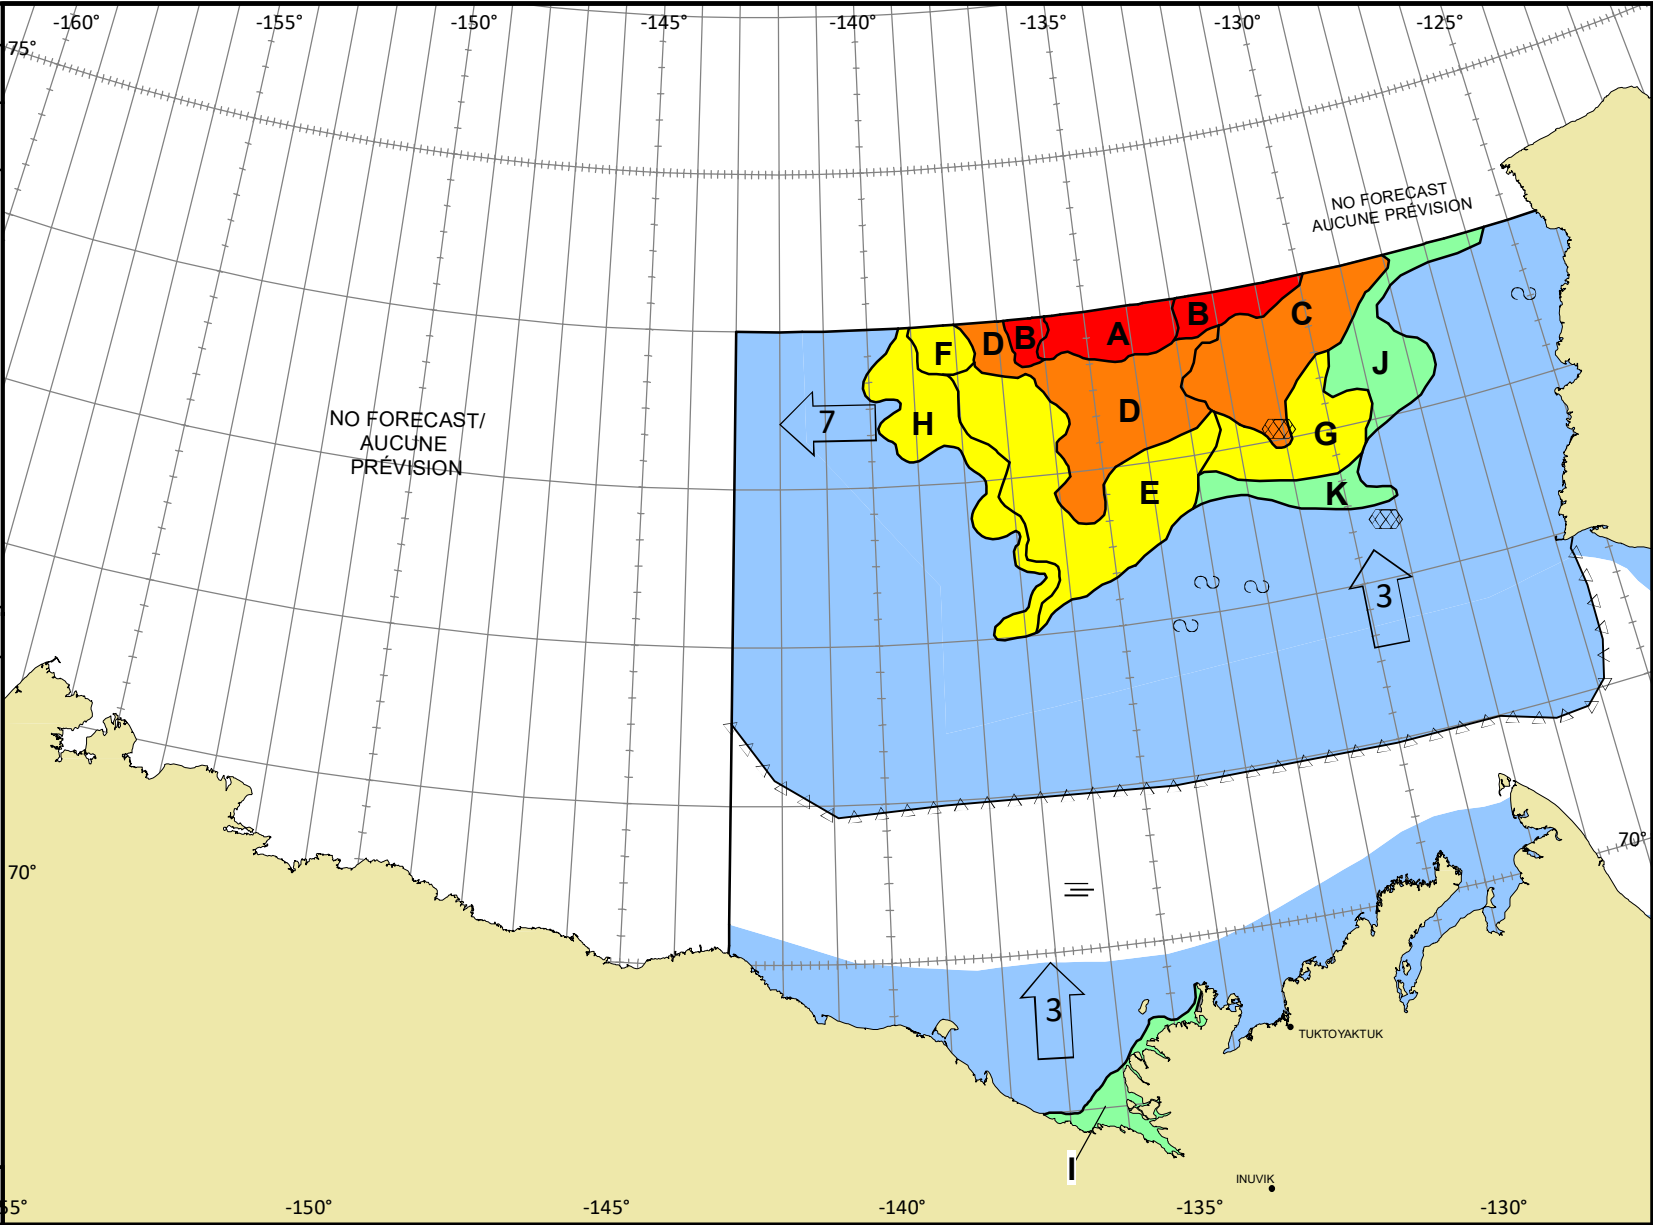 -160° -155° -150° -145° -140° -135° -130° -125°
75°
NO FORECAST
AUCUNE PRÉVISION
B
A
B
C
D
F
J
D
H
7
G
NO FORECAST/
AUCUNE
PRÉVISION
E
K
3
70°
70°
3
TUKTOYAKTUK
I
INUVIK
55° -150° -145° -140° -135° -130°